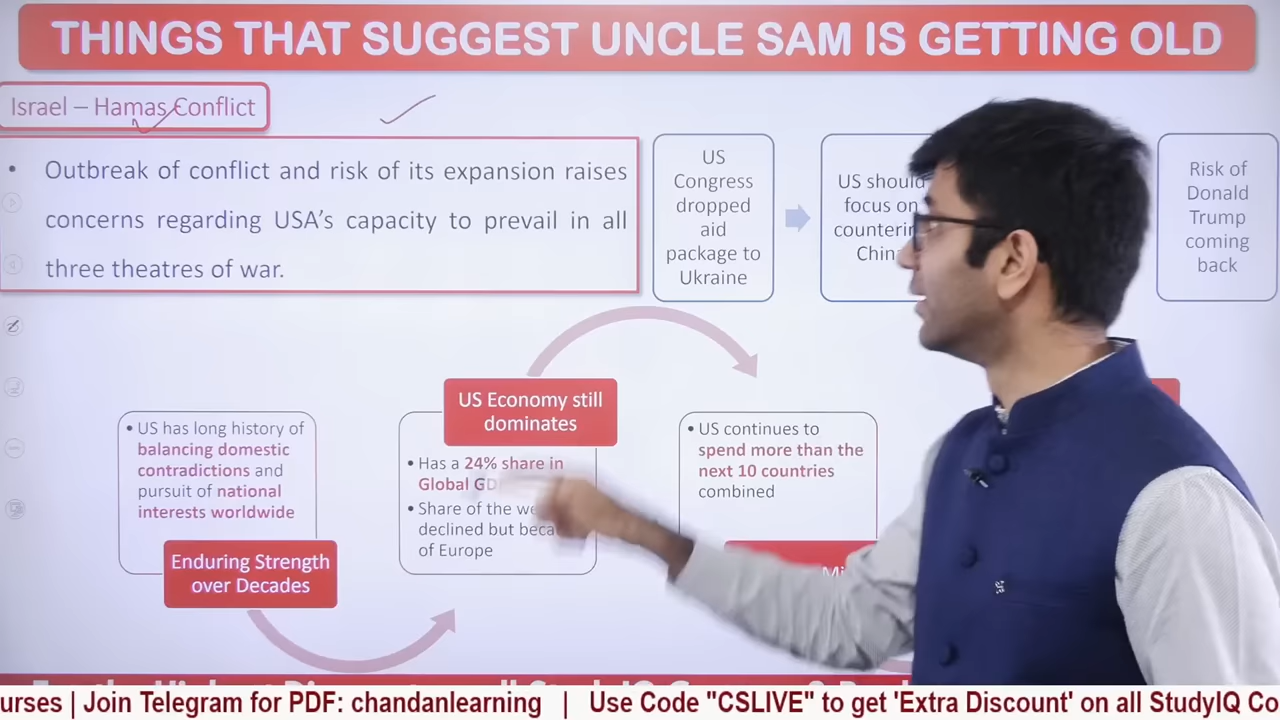 THINGS THAT SUGGEST UNCLE SAM IS GETTING OLD
Israel – Hamas Conflict
• Outbreak of conflict and risk of its expansion raises
concerns regarding USA's capacity to prevail in all
three theatres of war.
US
Congress
dropped
aid
package to
Ukraine
US should
focus on
Risk of
Donald
Trump
coming
back
• US has long history of
balancing domestic
contradictions and
pursuit of national
interests worldwide
Enduring Strength
over Decades
US Economy still
dominates
• Has a 24% share in
Global
• Share of the
declined but
of Europe
• US continues to
spend more than the
next 10 countries
combined
| Join Telegram for PDF: chandanlearning | Use Code "CSLIVE" to get 'Extra Discount' on all StudyIQ